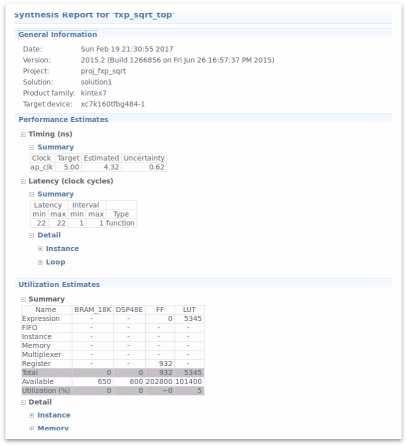 Synthesis Report for 'fxp_sqrt_top'
General Information
Date: Sun Feb 19 21:30:55 2017
Version: 2015.2 (Build 1266856 on Fri Jun 26 16:57:37 PM 2015)
Project: proj_fxp_sqrt
Solution: solution1
Product family: kintex7
Target device: xc7k160tfbg484-1
Performance Estimates
Timing (ns)
Summary
Clock Target Estimated Uncertainty
ap_clk 5.00 4.32 0.62
Latency (clock cycles)
Summary
Latency Interval
min max min max Type
22 22 1 1 function
Detail
Instance
Loop
Utilization Estimates
Summary
Name BRAM_18K DSP48E FF LUT
Expression - - 0 5345
FIFO - - - -
Instance - - - -
Memory - - - -
Multiplexer - - - -
Register - - 932 -
Total 0 0 932 5345
Available 650 600 202800 101400
Utilization (%) 0 0 ~0 5
Detail
Instance
Memory